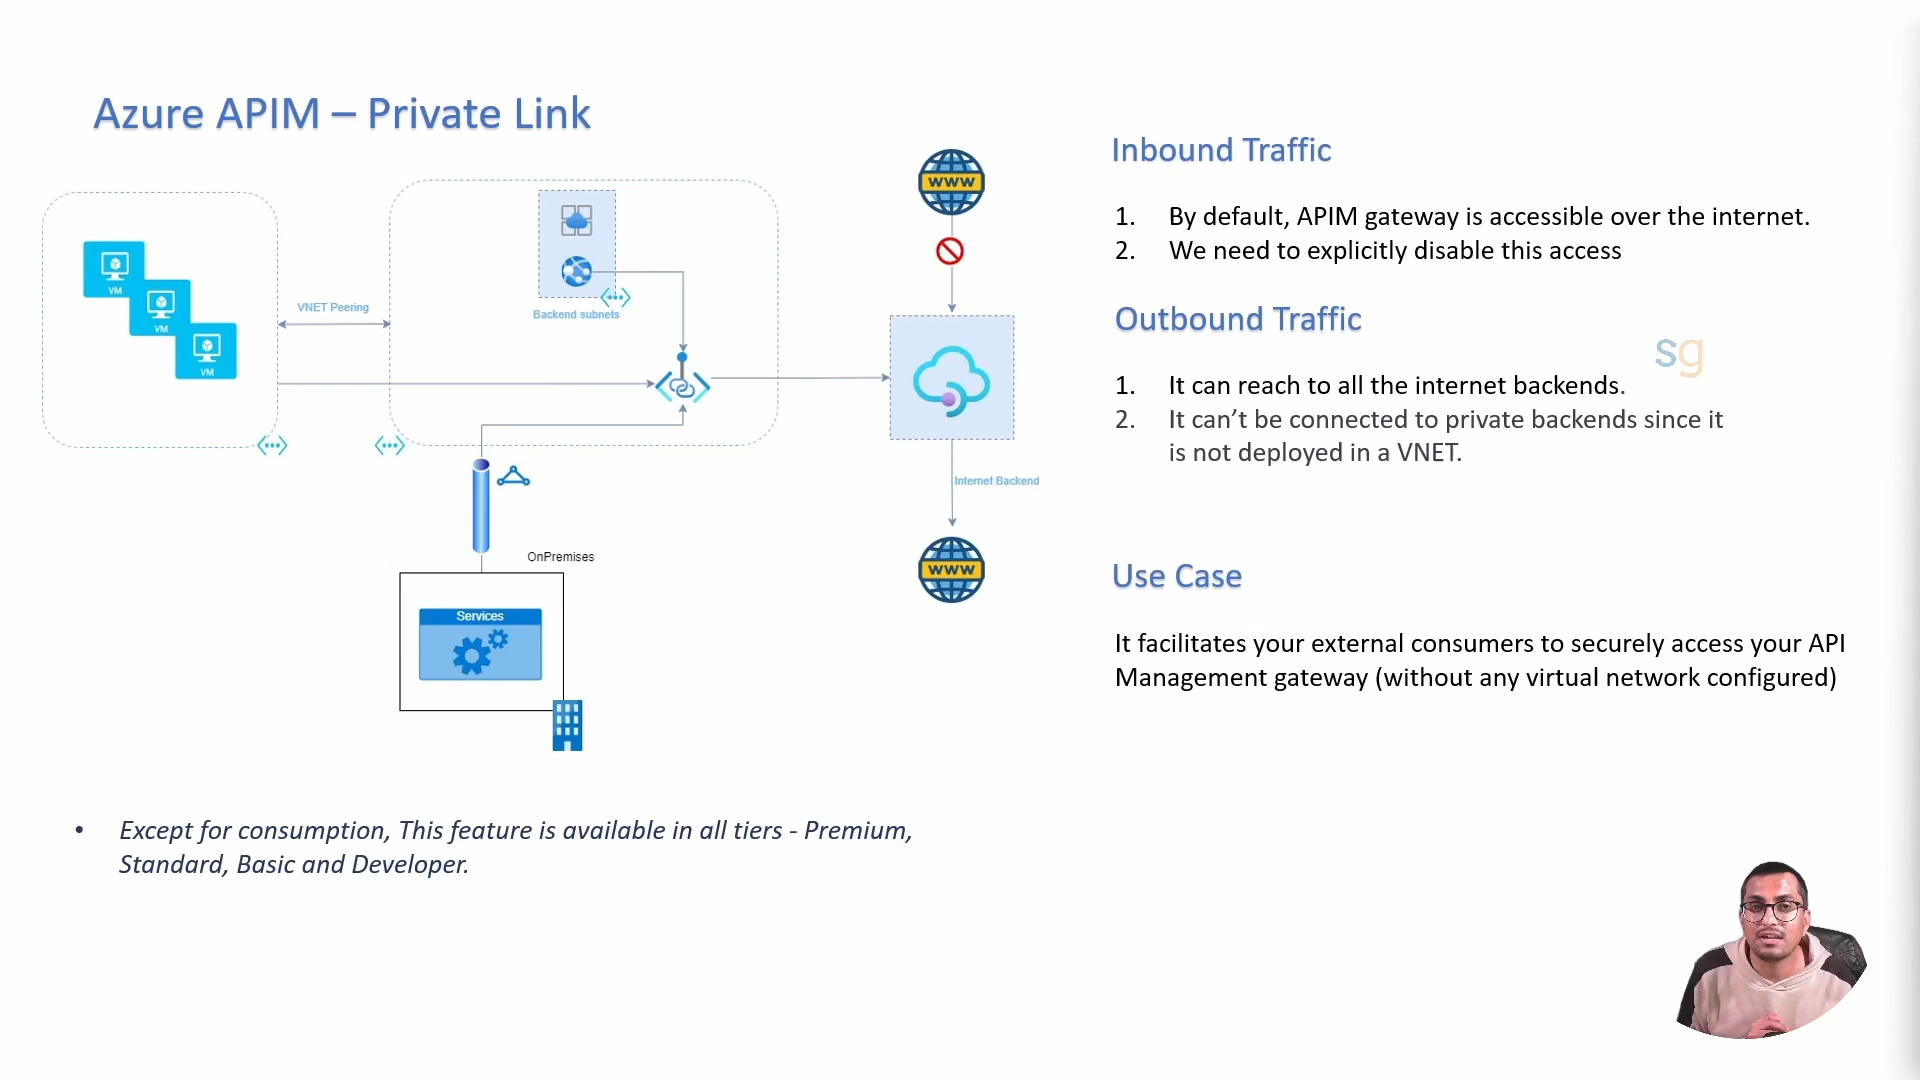 Azure APIM – Private Link
WWW
VM
VM
VM
VNET Peering
Backend subnets
Internet Backend
WWW
OnPremises
Services
Inbound Traffic
1. By default, APIM gateway is accessible over the internet.
2. We need to explicitly disable this access
Outbound Traffic
sg
1. It can reach to all the internet backends.
2. It can’t be connected to private backends since it
is not deployed in a VNET.
Use Case
It facilitates your external consumers to securely access your API
Management gateway (without any virtual network configured)
• Except for consumption, This feature is available in all tiers - Premium,
Standard, Basic and Developer.